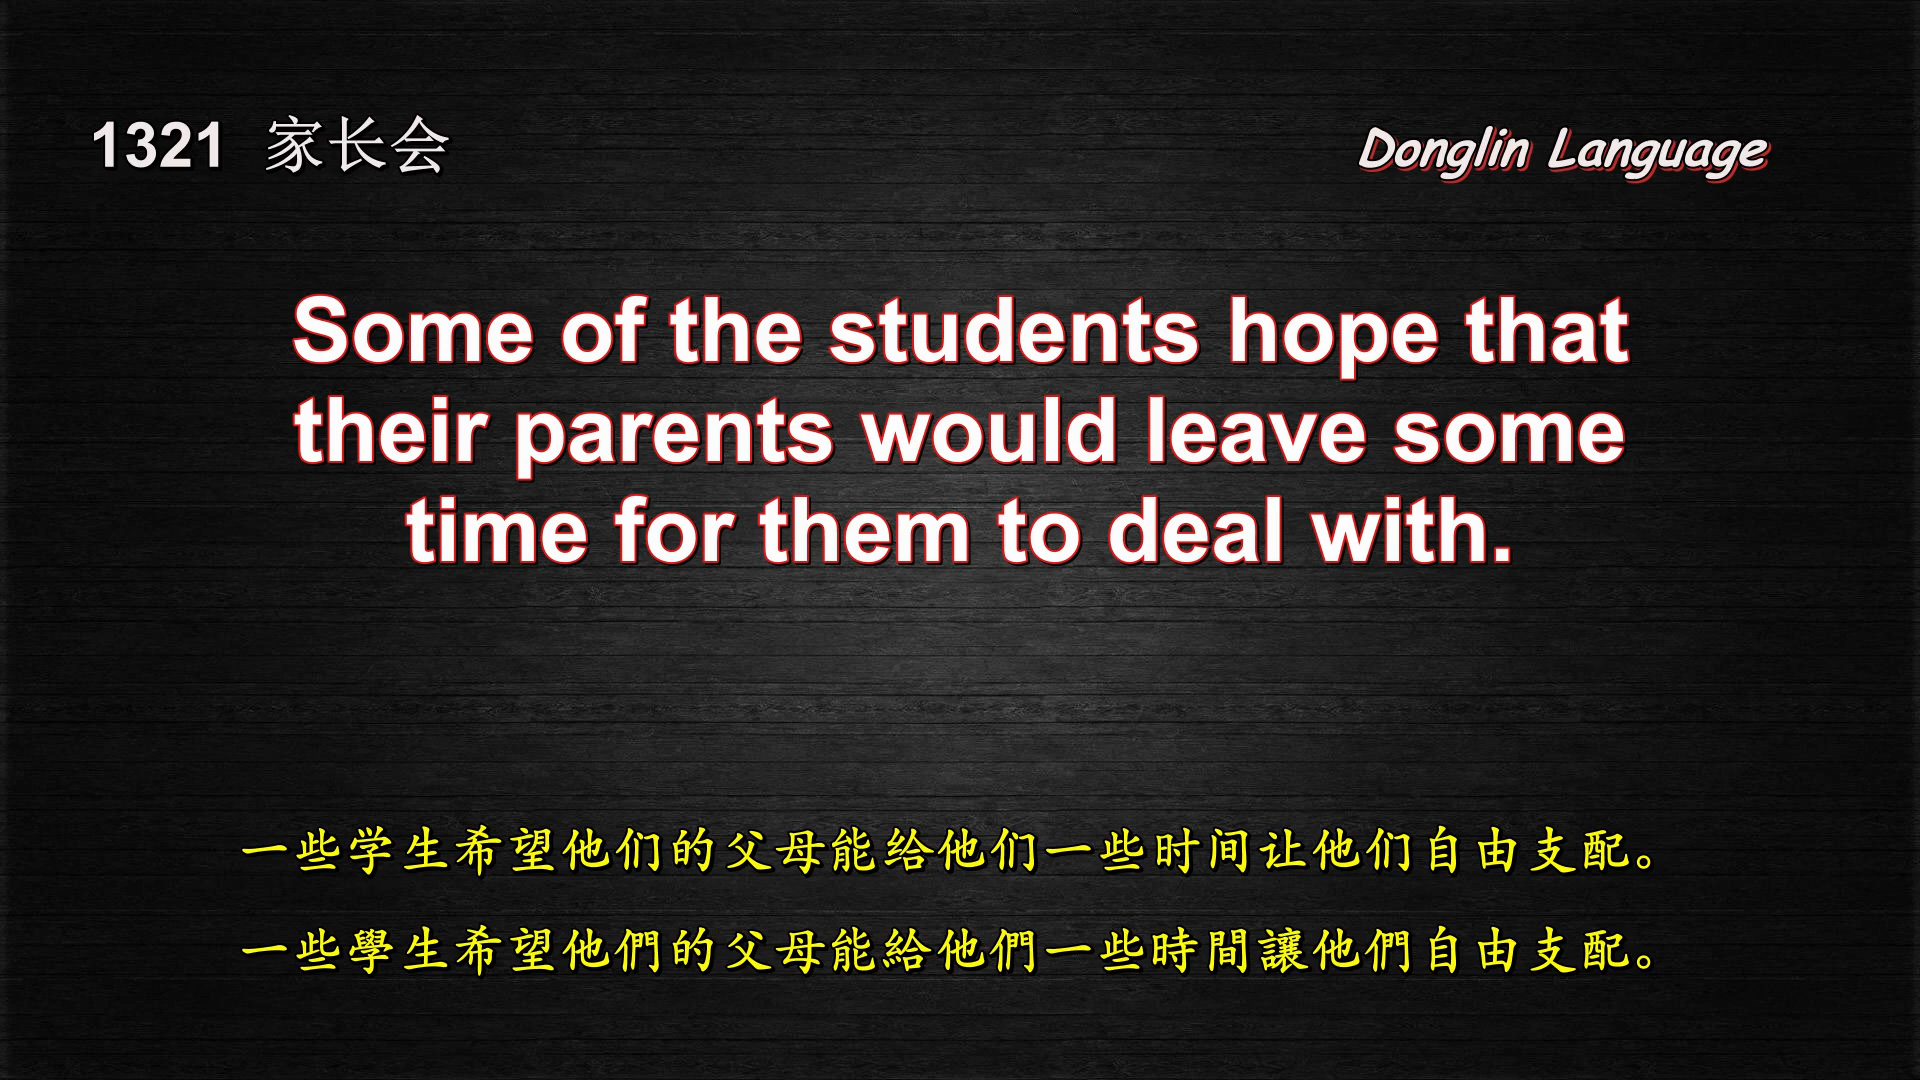 1321 家长会
Donglin Language
Some of the students hope that
their parents would leave some
time for them to deal with.
一些学生希望他们的父母能给他们一些时间让他们自由支配。
一些學生希望他們的父母能給他們一些時間讓他們自由支配。